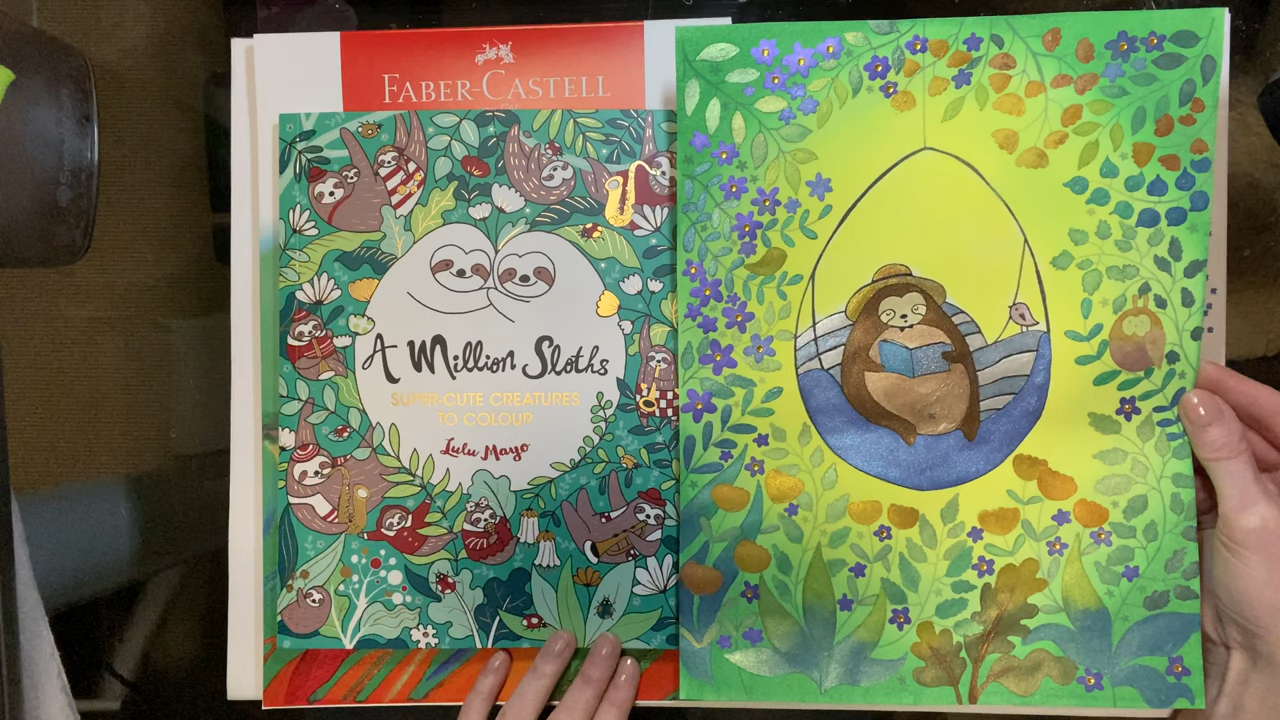 FABER-CASTELL
A Million Sloths
SUPER-CUTE CREATURES
TO COLOUR
Lulu Mayo